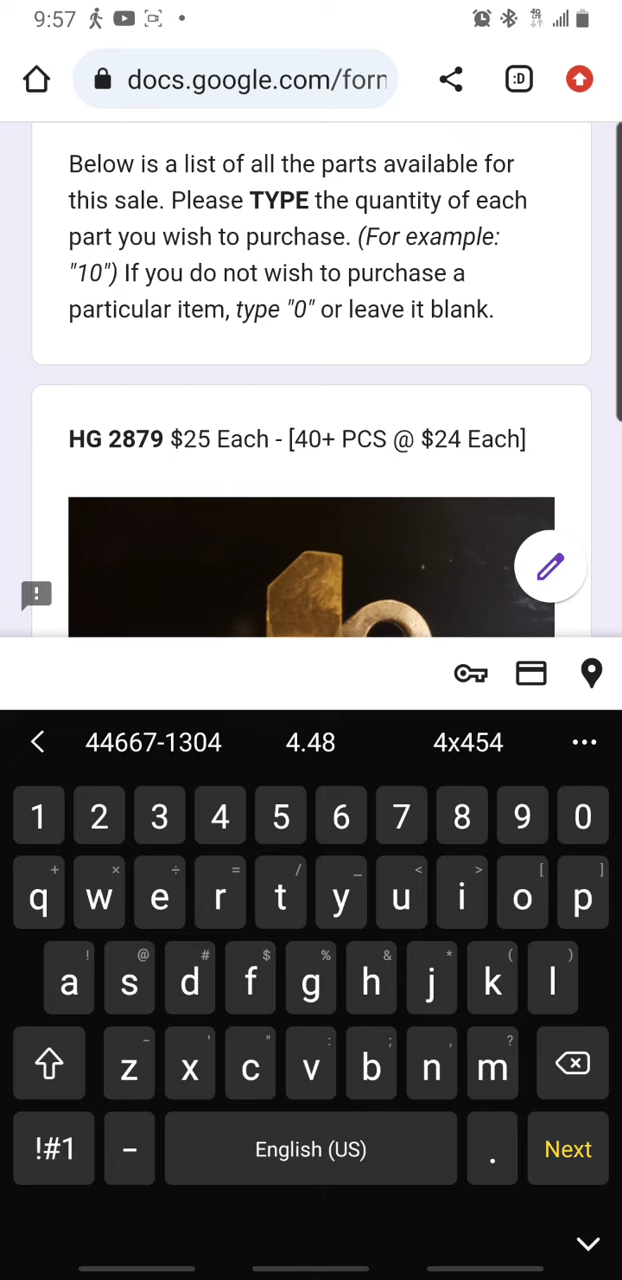 9:57
4G
docs.google.com/forn
:D
Below is a list of all the parts available for
this sale. Please TYPE the quantity of each
part you wish to purchase. (For example:
"10") If you do not wish to purchase a
particular item, type "0" or leave it blank.
HG 2879 $25 Each - [40+ PCS @ $24 Each]
!
44667-1304 4.48 4x454 ...
1 2 3 4 5 6 7 8 9 0
+ × ÷ = / _ < > [ ]
q w e r t y u i o p
! @ # $ % & * ( )
a s d f g h j k l
- ' " : ; , ?
z x c v b n m
!#1 - English (US) . Next